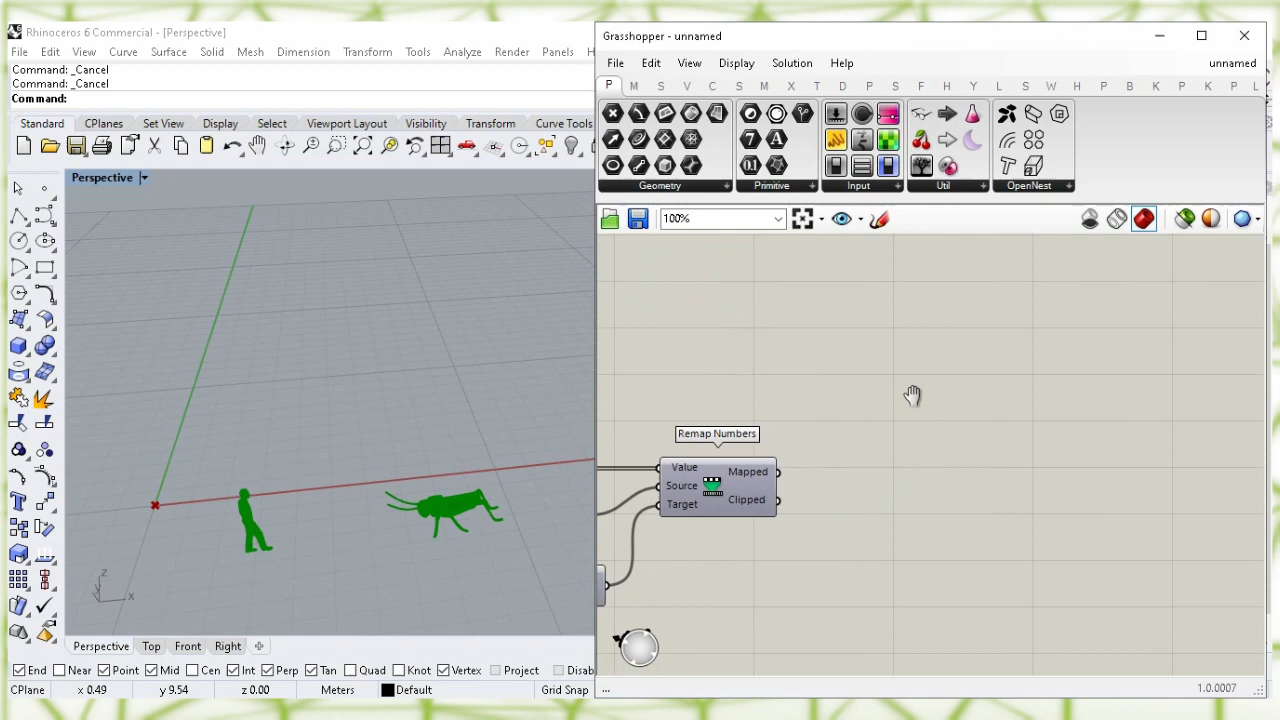 Rhinoceros 6 Commercial - [Perspective]
File Edit View Curve Surface Solid Mesh Dimension Transform Tools Analyze Render Panels H
Command: _Cancel
Command: _Cancel
Command:
Standard CPlanes Set View Display Select Viewport Layout Visibility Transform Curve Tools
Perspective
z
y
x
Perspective Top Front Right
End Near Point Mid Cen Int Perp Tan Quad Knot Vertex Project Disab
CPlane x 0.49 y 9.54 z 0.00 Meters Default Grid Snap
Grasshopper - unnamed
File Edit View Display Solution Help unnamed
P M S V C S M X T D P S F H Y L S R H P B K P K P L
Geometry Primitive Input Util OpenNest
100%
Remap Numbers
Value Mapped
Source
Clipped
Target
... 1.0.0007